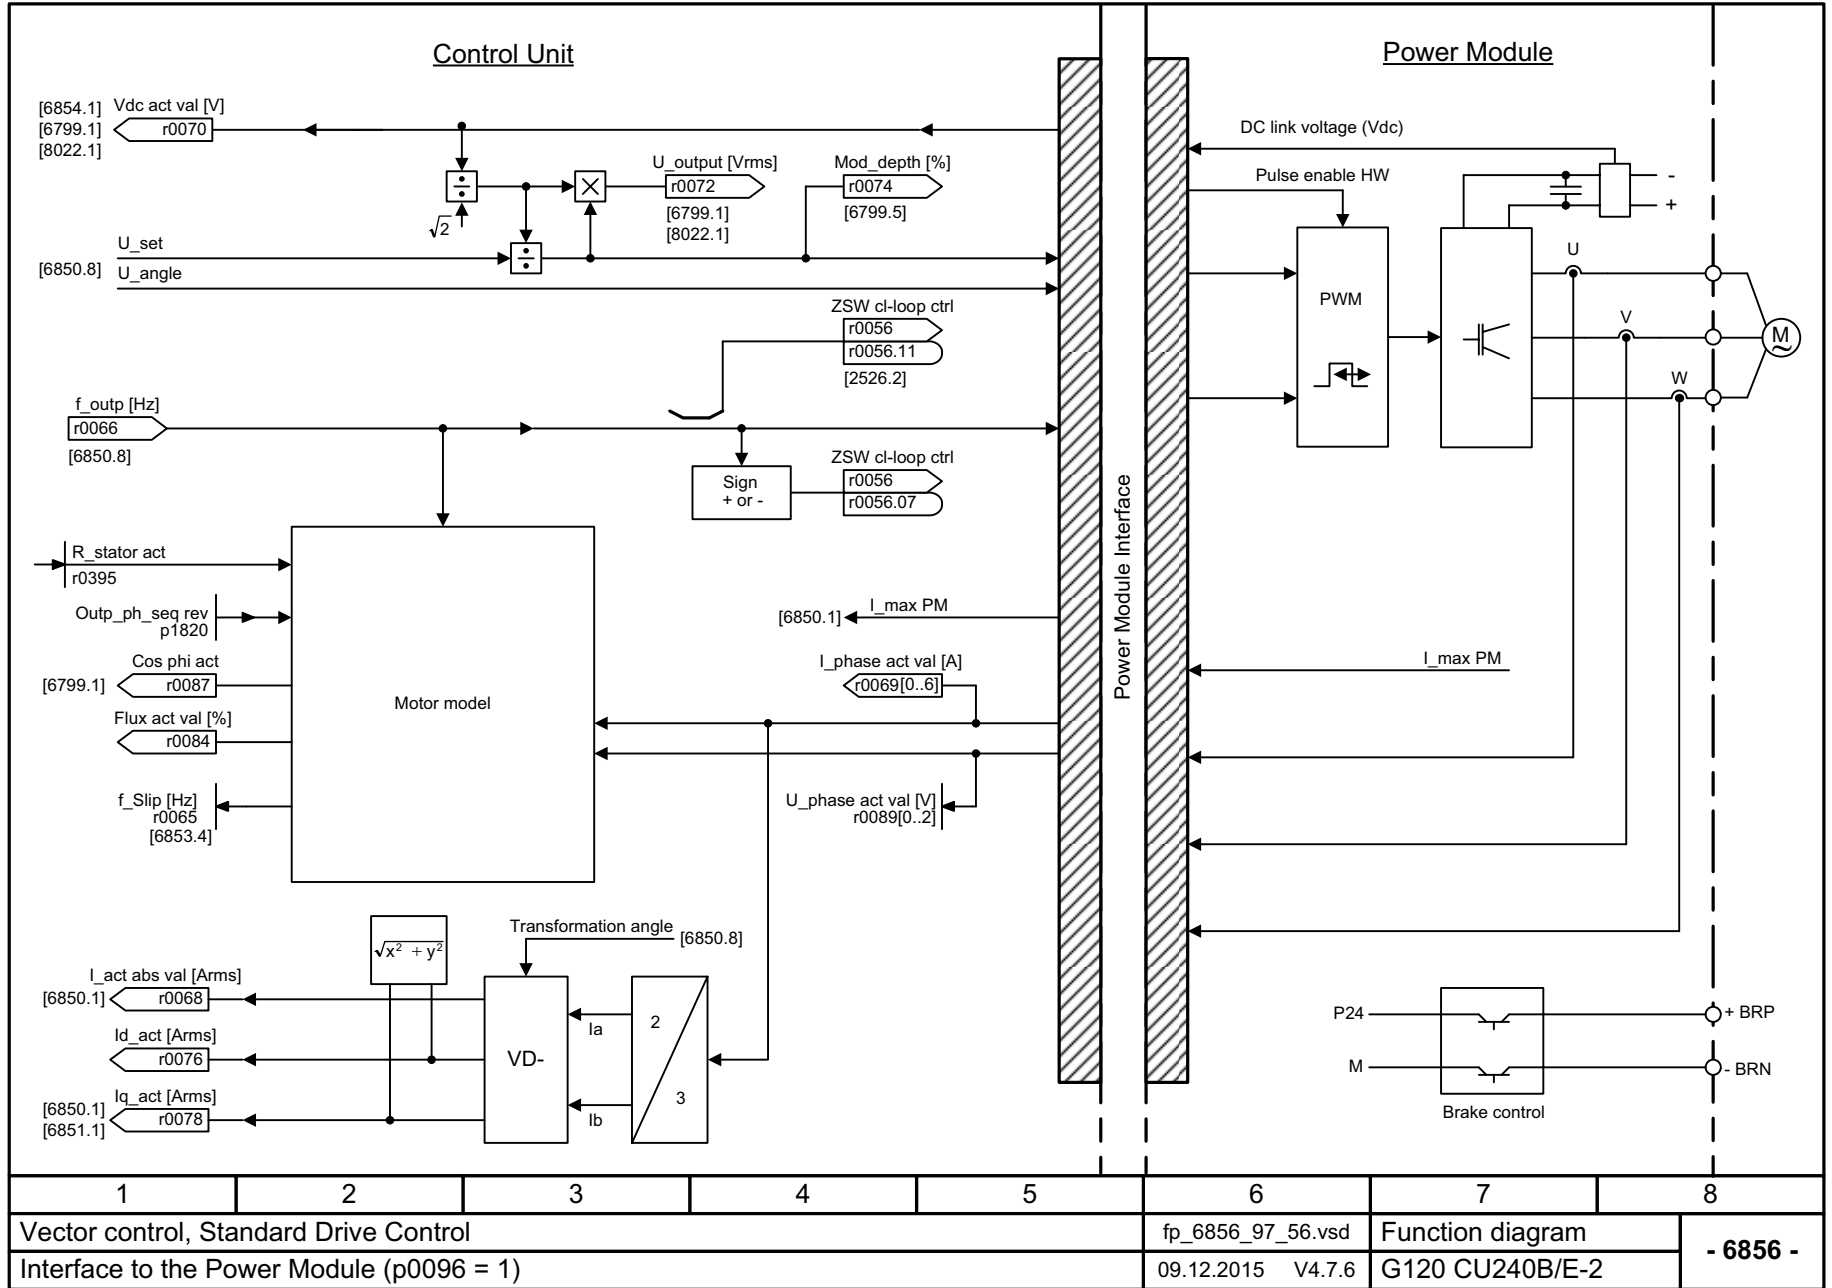 Control Unit
Power Module
[6854.1]
[6799.1]
[8022.1]
Vdc act val [V]
r0070
÷
√2
U_output [Vrms]
r0072
[6799.1]
[8022.1]
Mod_depth [%]
r0074
[6799.5]
[6850.8]
U_set
U_angle
÷
ZSW cl-loop ctrl
r0056
r0056.11
[2526.2]
f_outp [Hz]
r0066
[6850.8]
Sign
+ or -
ZSW cl-loop ctrl
r0056
r0056.07
R_stator act
r0395
Outp_ph_seq rev
p1820
Cos phi act
[6799.1]
r0087
Flux act val [%]
r0084
f_Slip [Hz]
r0065
[6853.4]
Motor model
[6850.1]
I_max PM
I_phase act val [A]
r0069[0..6]
U_phase act val [V]
r0089[0..2]
√x² + y²
Transformation angle
[6850.8]
I_act abs val [Arms]
[6850.1]
r0068
Id_act [Arms]
r0076
Iq_act [Arms]
[6850.1]
[6851.1]
r0078
VD-
Ia
Ib
2
3
Power Module Interface
DC link voltage (Vdc)
Pulse enable HW
-
+
PWM
U
V
W
M
~
I_max PM
P24
M
+ BRP
- BRN
Brake control
1 2 3 4 5 6 7 8
Vector control, Standard Drive Control
fp_6856_97_56.vsd
Function diagram
- 6856 -
Interface to the Power Module (p0096 = 1)
09.12.2015 V4.7.6
G120 CU240B/E-2